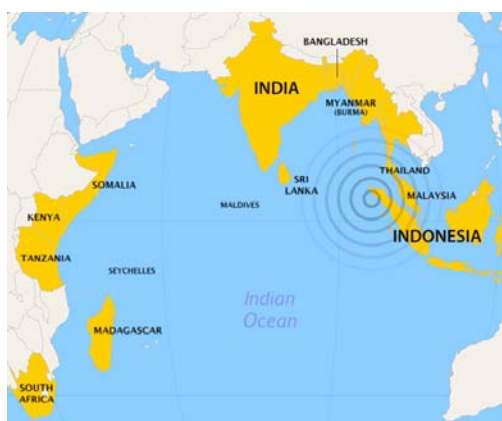 BANGLADESH
INDIA
MYANMAR
(BURMA)
THAILAND
SOMALIA
SRI
LANKA
MALDIVES
MALAYSIA
KENYA
INDONESIA
TANZANIA
SEYCHELLES
Indian
Ocean
MADAGASCAR
SOUTH
AFRICA